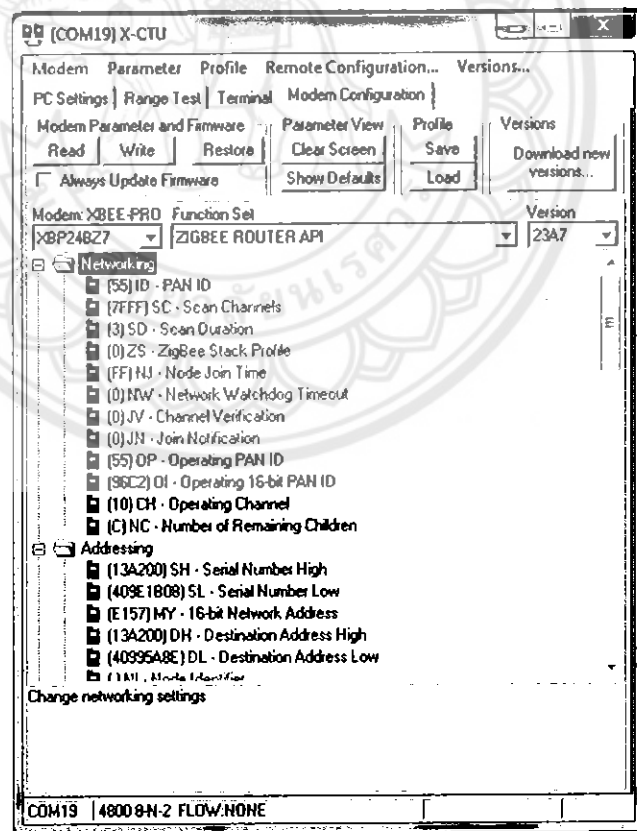 (COM19) X-CTU
X
Modem Parameter Profile Remote Configuration... Versions...
PC Settings Range Test Terminal Modem Configuration
Modem Parameter and Firmware Parameter View Profile Versions
Read Write Restore Clear Screen Save Download new versions...
Always Update Firmware Show Defaults Load
Modem: XBEE-PRO Function Set Version
XBP24BZ7 ZIGBEE ROUTER API 23A7
Networking
(55) ID - PAN ID
(7FFF) SC - Scan Channels
(3) SD - Scan Duration
(0) ZS - ZigBee Stack Profile
(FF) NJ - Node Join Time
(0) NW - Network Watchdog Timeout
(0) JV - Channel Verification
(0) JN - Join Notification
(55) OP - Operating PAN ID
(96C2) OI - Operating 16-bit PAN ID
(10) CH - Operating Channel
(C) NC - Number of Remaining Children
Addressing
(13A200) SH - Serial Number High
(409E1808) SL - Serial Number Low
(E157) MY - 16-bit Network Address
(13A200) DH - Destination Address High
(40995A8E) DL - Destination Address Low
( ) NI - Node Identifier
Change networking settings
COM19 4800 8-N-2 FLOW:NONE